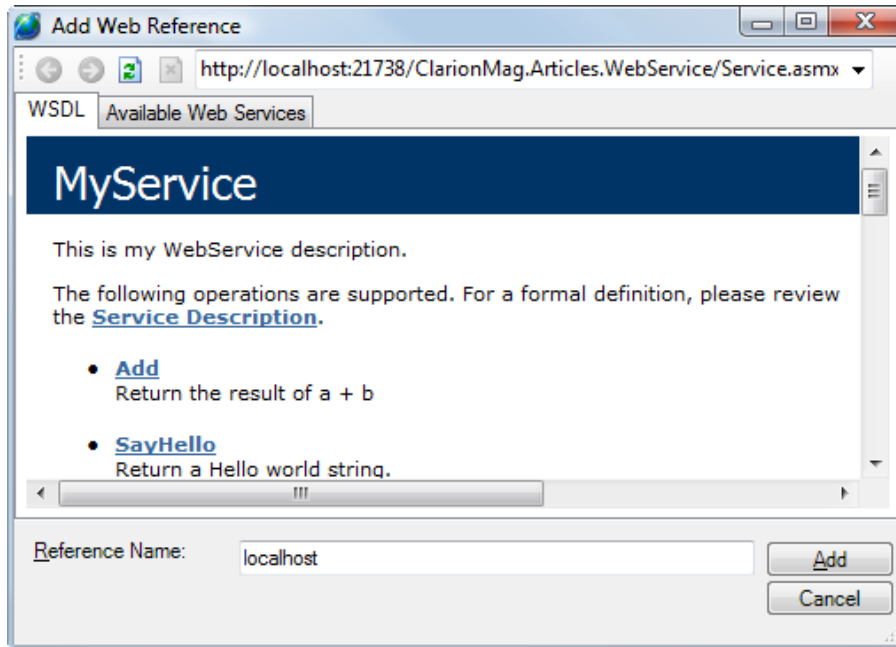 Add Web Reference
http://localhost:21738/ClarionMag.Articles.WebService/Service.asmx
WSDL
Available Web Services
MyService
This is my WebService description.
The following operations are supported. For a formal definition, please review
the Service Description.
Add
Return the result of a + b
SayHello
Return a Hello world string.
Reference Name:
localhost
Add
Cancel